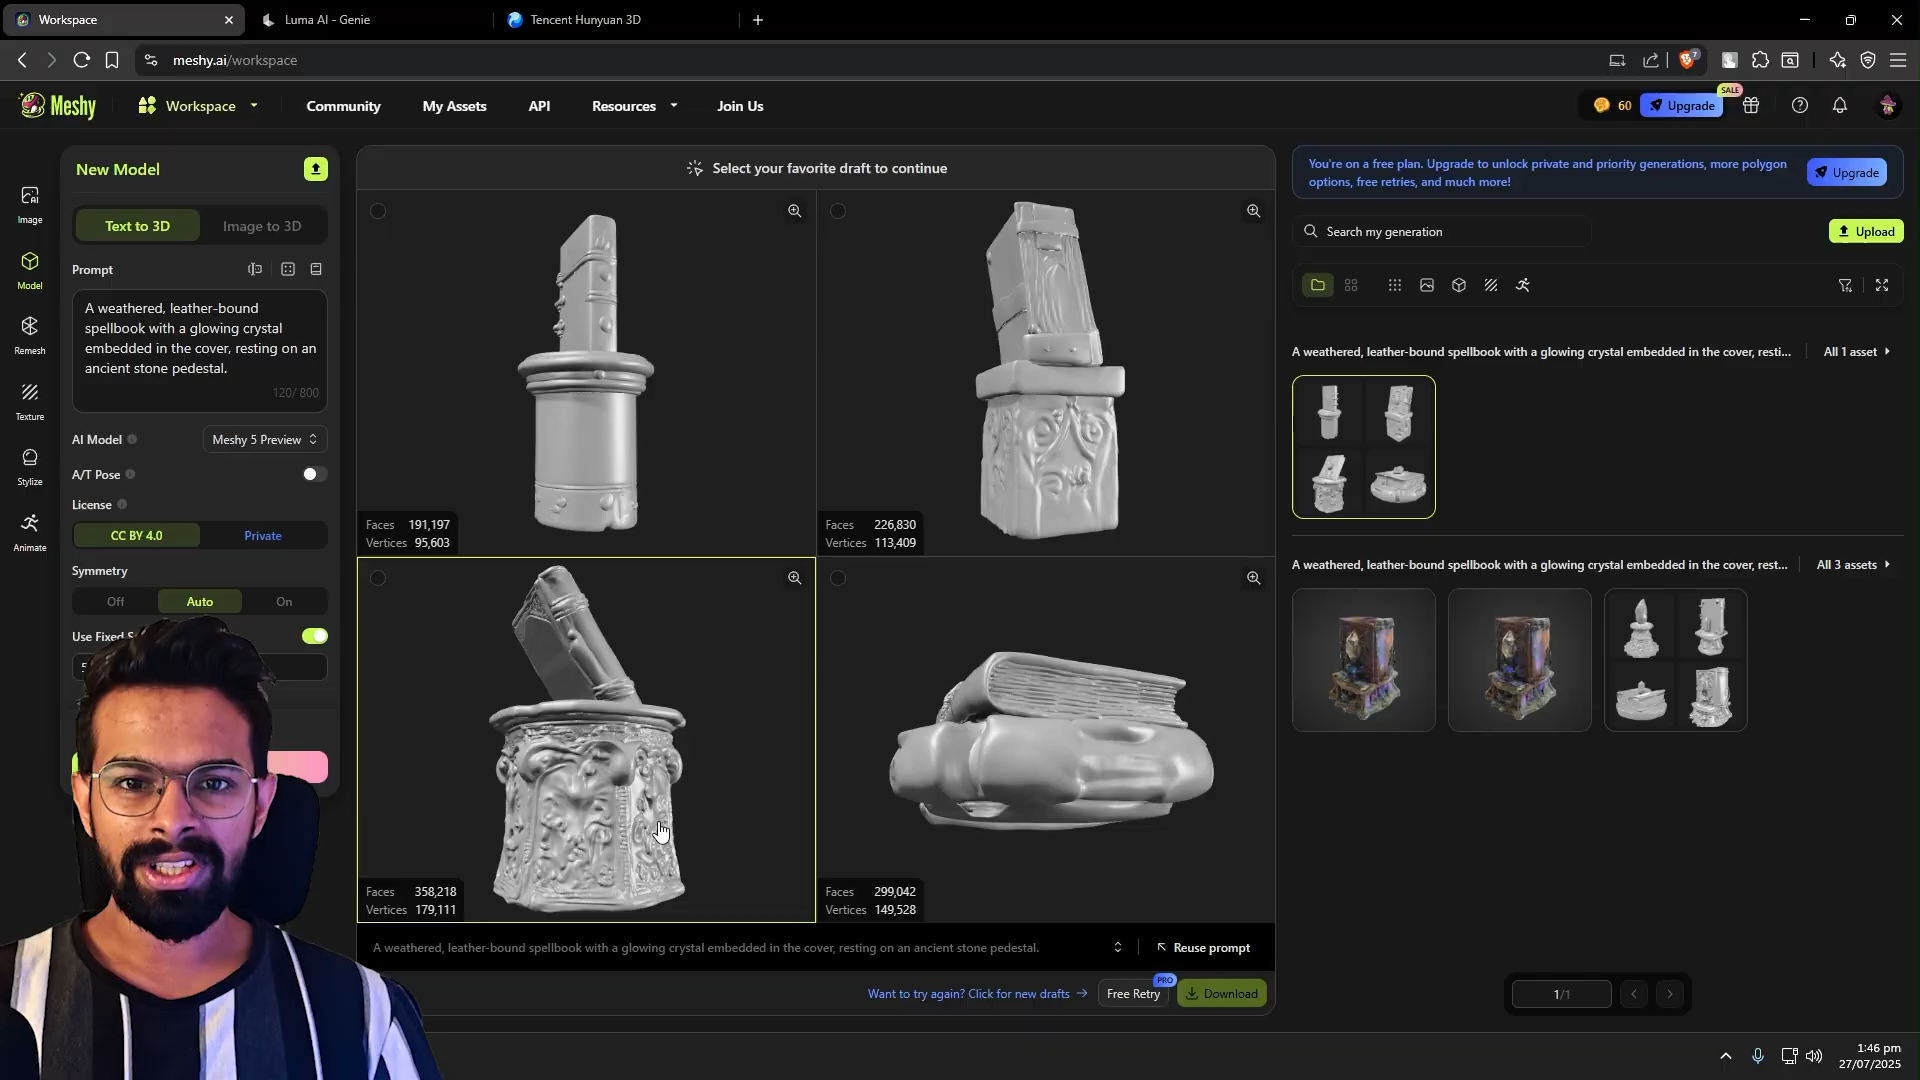 Workspace
Luma AI - Genie
Tencent Hunyuan 3D
meshy.ai/workspace
7
Meshy
Workspace
Community
My Assets
API
Resources
Join Us
60
Upgrade
SALE
New Model
Text to 3D
Image to 3D
Prompt
A weathered, leather-bound
spellbook with a glowing crystal
embedded in the cover, resting on an
ancient stone pedestal.
120/ 800
AI Model
Meshy 5 Preview
A/T Pose
License
CC BY 4.0
Private
Symmetry
Off
Auto
On
Use Fixed
Image
Model
Remesh
Texture
Stylize
Animate
Select your favorite draft to continue
Faces 191,197
Vertices 95,603
Faces 226,830
Vertices 113,409
Faces 358,218
Vertices 179,111
Faces 299,042
Vertices 149,528
A weathered, leather-bound spellbook with a glowing crystal embedded in the cover, resting on an ancient stone pedestal.
Reuse prompt
Want to try again? Click for new drafts →
Free Retry
PRO
Download
You're on a free plan. Upgrade to unlock private and priority generations, more polygon
options, free retries, and much more!
Upgrade
Search my generation
Upload
A weathered, leather-bound spellbook with a glowing crystal embedded in the cover, resti...
All 1 asset
A weathered, leather-bound spellbook with a glowing crystal embedded in the cover, rest...
All 3 assets
1/1
1:46 pm
27/07/2025